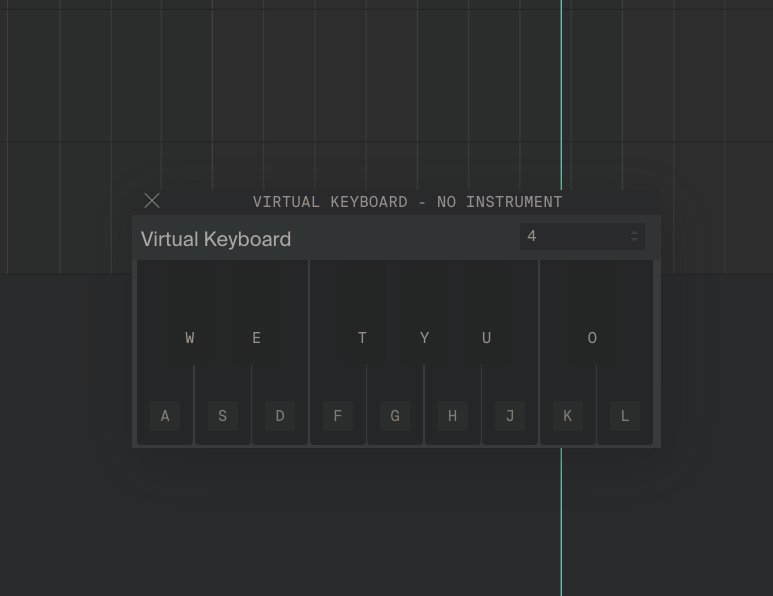 VIRTUAL KEYBOARD - NO INSTRUMENT
Virtual Keyboard 4
W E T Y U O
A S D F G H J K L